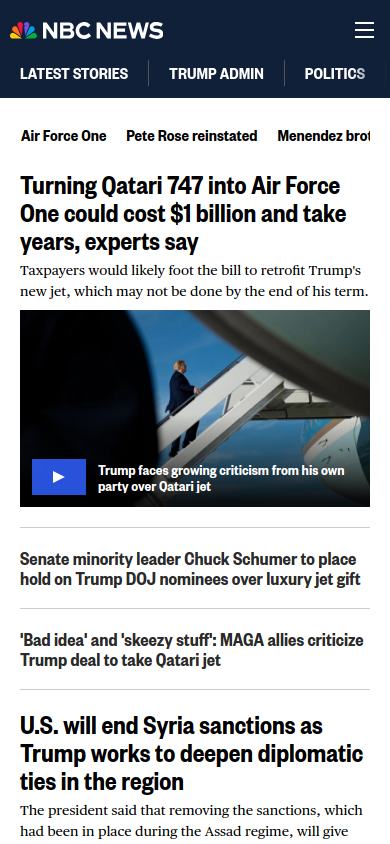 NBC NEWS
LATEST STORIES TRUMP ADMIN POLITICS
Air Force One Pete Rose reinstated Menendez brot
Turning Qatari 747 into Air Force
One could cost $1 billion and take
years, experts say
Taxpayers would likely foot the bill to retrofit Trump's
new jet, which may not be done by the end of his term.
Trump faces growing criticism from his own
party over Qatari jet
Senate minority leader Chuck Schumer to place
hold on Trump DOJ nominees over luxury jet gift
'Bad idea' and 'skeezy stuff': MAGA allies criticize
Trump deal to take Qatari jet
U.S. will end Syria sanctions as
Trump works to deepen diplomatic
ties in the region
The president said that removing the sanctions, which
had been in place during the Assad regime, will give